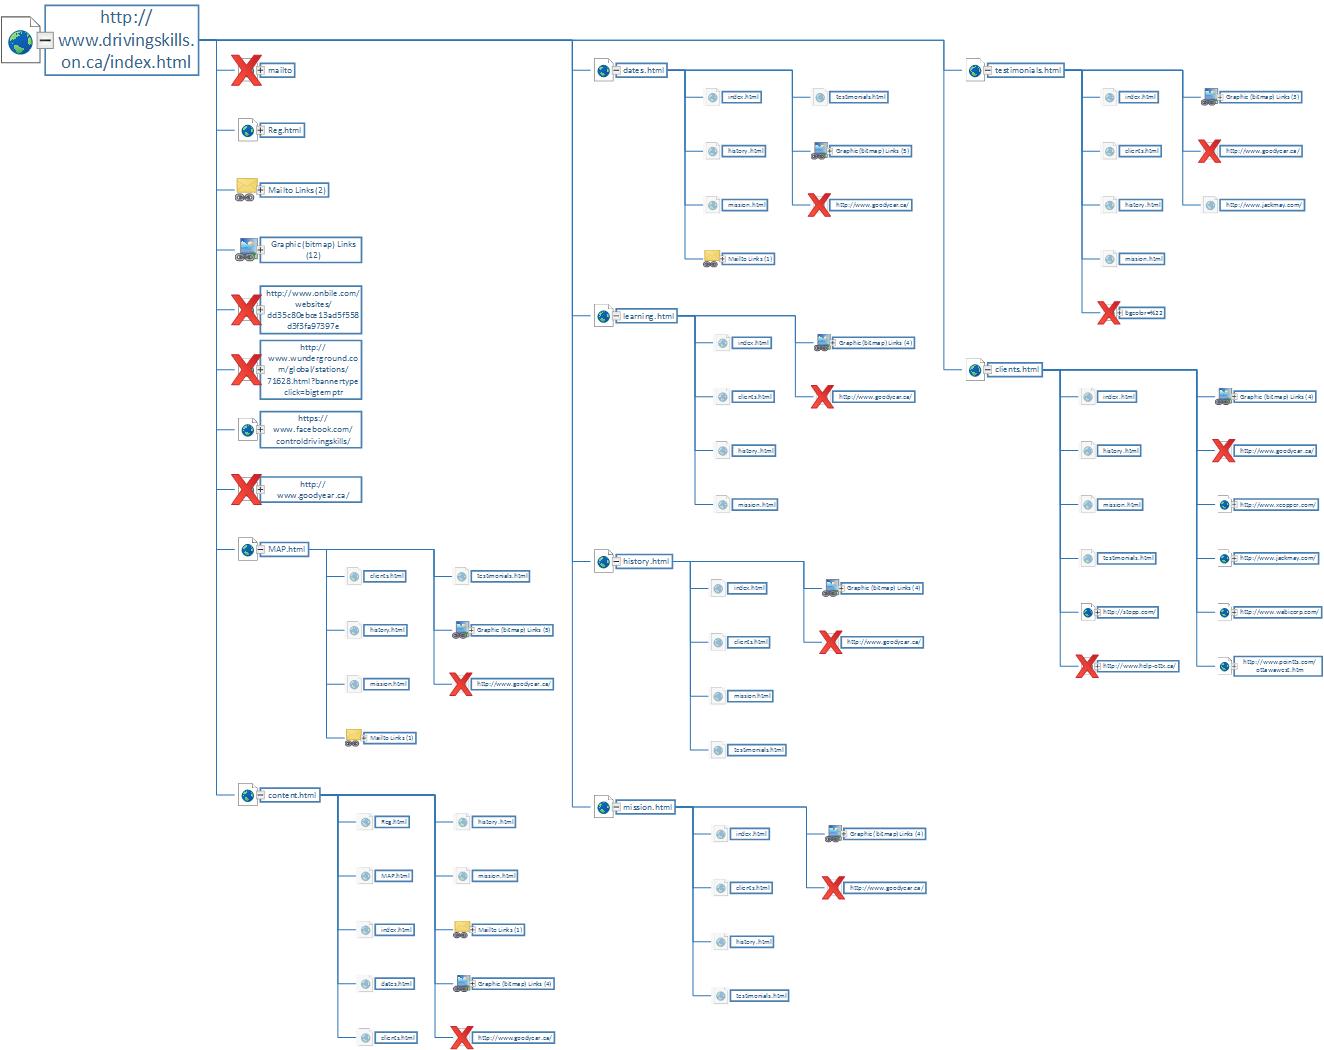 http://
www.drivingskills.
on.ca/index.html
mailto
Reg.html
Mailto Links (2)
Graphic (bitmap) Links
(12)
http://www.onbile.com/
websites/
dd35c80ebce13ad5f558
d3f3fa97397e
http://
www.wunderground.co
m/global/stations/
71628.html?bannertype
click=bigtemptr
https://
www.facebook.com/
controldrivingskills/
http://
www.goodyear.ca/
MAP.html
clients.html
history.html
mission.html
Mailto Links (1)
testimonials.html
Graphic (bitmap) Links (5)
http://www.goodyear.ca/
content.html
Reg.html
MAP.html
index.html
dates.html
clients.html
history.html
mission.html
Mailto Links (1)
Graphic (bitmap) Links (4)
http://www.goodyear.ca/
dates.html
index.html
history.html
mission.html
Mailto Links (1)
testimonials.html
Graphic (bitmap) Links (5)
http://www.goodyear.ca/
learning.html
index.html
clients.html
history.html
mission.html
Graphic (bitmap) Links (4)
http://www.goodyear.ca/
history.html
index.html
clients.html
mission.html
testimonials.html
Graphic (bitmap) Links (4)
http://www.goodyear.ca/
mission.html
index.html
clients.html
history.html
testimonials.html
Graphic (bitmap) Links (4)
http://www.goodyear.ca/
testimonials.html
index.html
clients.html
history.html
mission.html
bgcolor=%22
Graphic (bitmap) Links (5)
http://www.goodyear.ca/
http://www.jackmay.com/
clients.html
index.html
history.html
mission.html
testimonials.html
http://stopp.com/
Graphic (bitmap) Links (4)
http://www.goodyear.ca/
http://www.xcopper.com/
http://www.jackmay.com/
http://www.wabicorp.com/
http://www.pointts.com/
ottawawest.htm